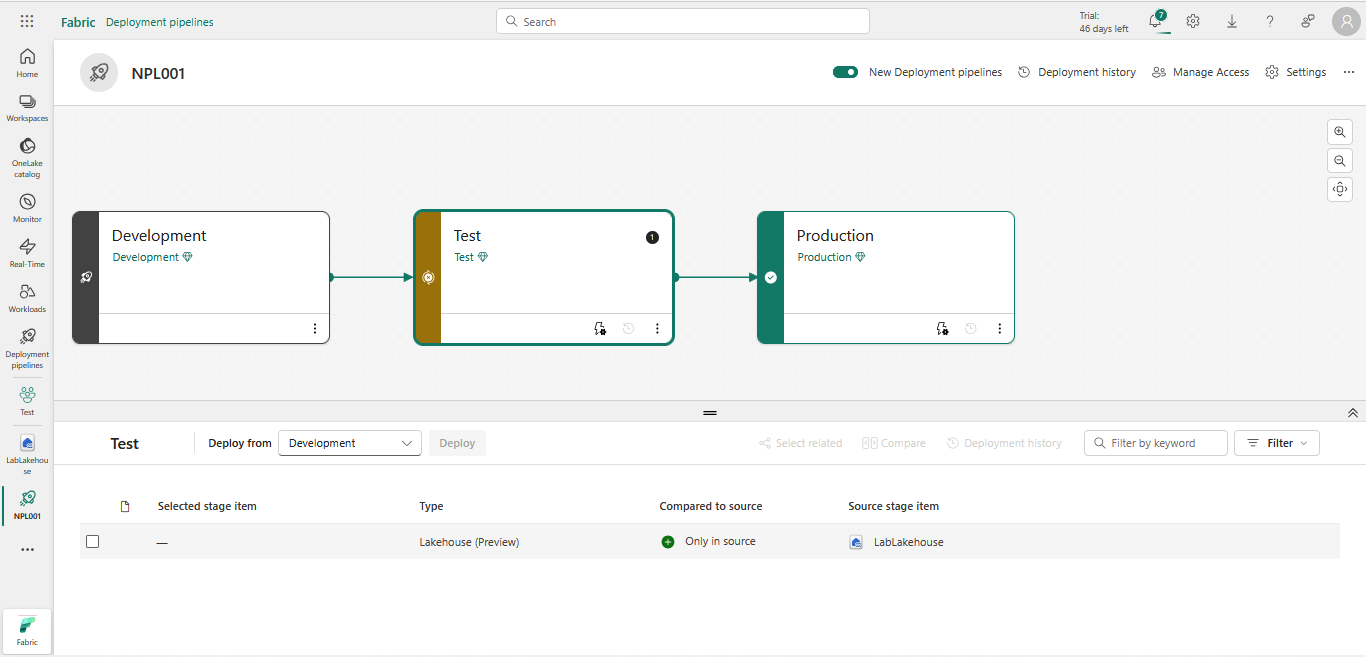 Fabric Deployment pipelines
Search
Trial:
46 days left
7
Home
Workspaces
OneLake
catalog
Monitor
Real-Time
Workloads
Deployment
pipelines
Test
LabLakehou
se
NPL001
Fabric
NPL001
New Deployment pipelines
Deployment history
Manage Access
Settings
Development
Development
Test
1
Test
Production
Production
Test
Deploy from
Development
Deploy
Select related
Compare
Deployment history
Filter by keyword
Filter
Selected stage item Type Compared to source Source stage item
— Lakehouse (Preview) Only in source LabLakehouse